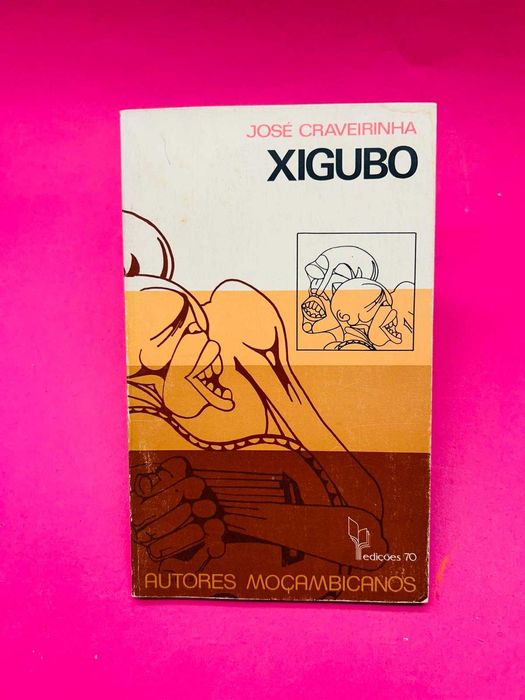 JOSÉ CRAVEIRINHA
XIGUBO
edições 70
AUTORES MOÇAMBICANOS